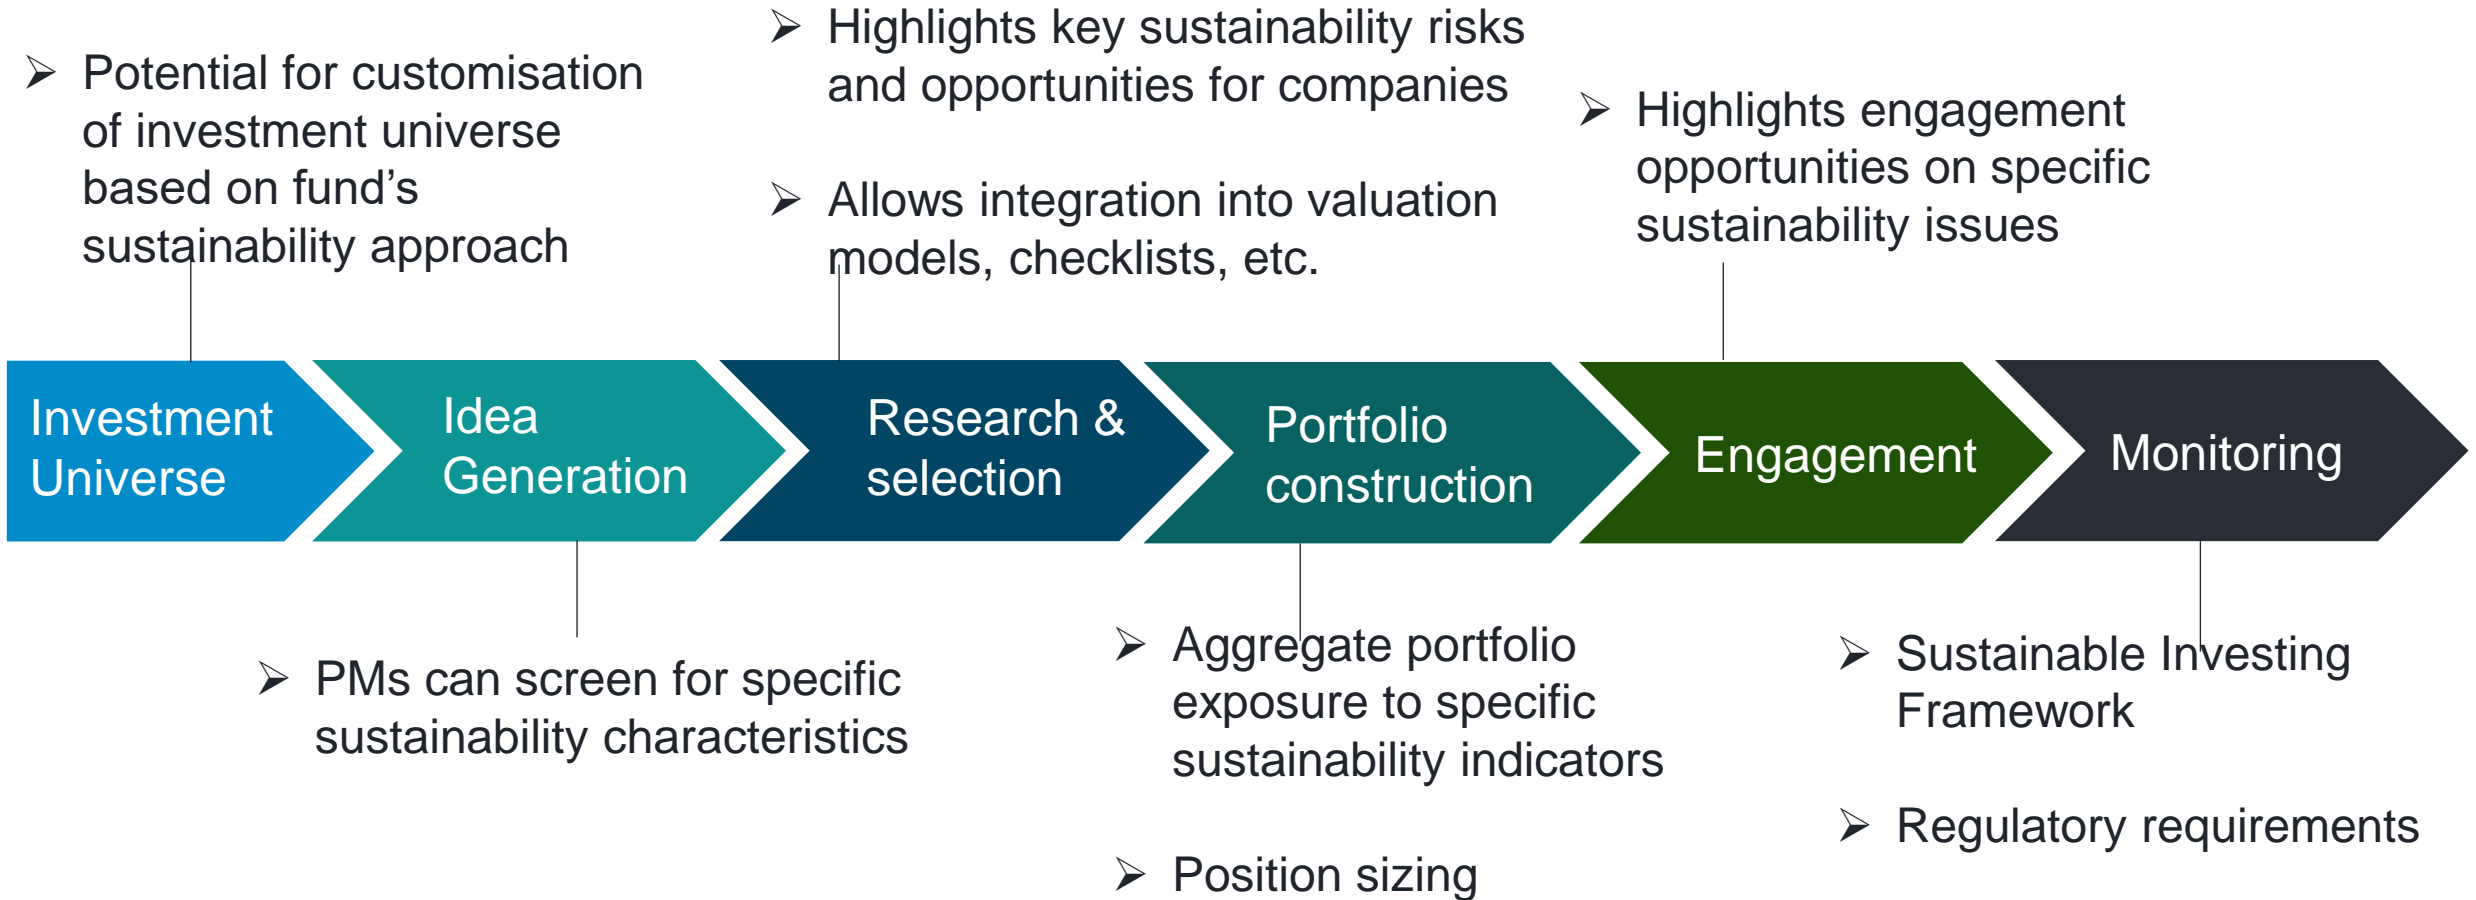 ➢ Potential for customisation
of investment universe
based on fund’s
sustainability approach
➢ Highlights key sustainability risks
and opportunities for companies
➢ Allows integration into valuation
models, checklists, etc.
➢ Highlights engagement
opportunities on specific
sustainability issues
Investment
Universe
Idea
Generation
Research &
selection
Portfolio
construction
Engagement
Monitoring
➢ PMs can screen for specific
sustainability characteristics
➢ Aggregate portfolio
exposure to specific
sustainability indicators
➢ Position sizing
➢ Sustainable Investing
Framework
➢ Regulatory requirements